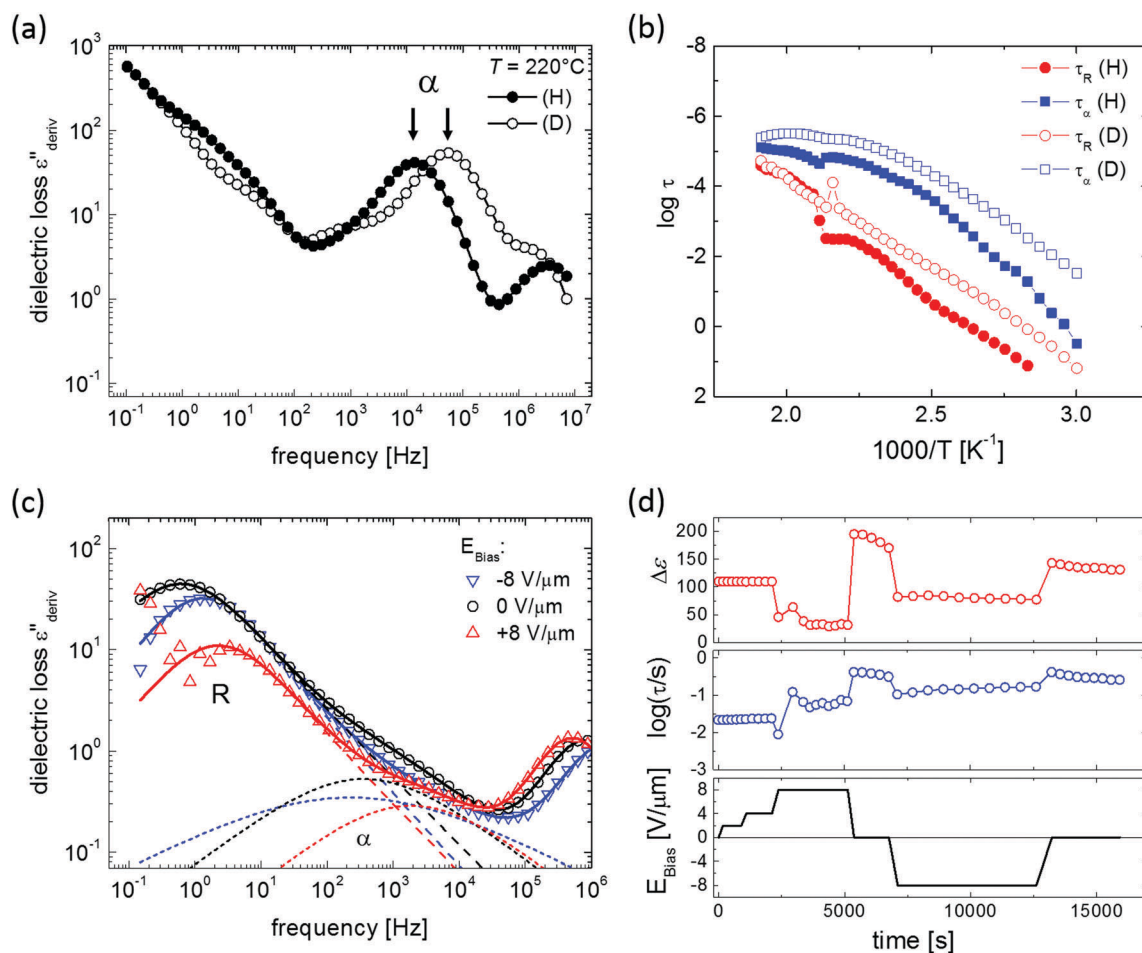 (a)
10³
10²
10¹
10⁰
10⁻¹
dielectric loss ε"deriv
T = 220°C
α
(H)
(D)
10⁻¹ 10⁰ 10¹ 10² 10³ 10⁴ 10⁵ 10⁶ 10⁷
frequency [Hz]
(b)
-8
-6
-4
-2
0
2
log τ
τR (H)
τα (H)
τR (D)
τα (D)
2.0 2.5 3.0
1000/T [K⁻¹]
(c)
10²
10¹
10⁰
10⁻¹
dielectric loss ε"deriv
EBias:
-8 V/μm
0 V/μm
+8 V/μm
R
α
10⁻¹ 10⁰ 10¹ 10² 10³ 10⁴ 10⁵ 10⁶
frequency [Hz]
(d)
200
150
100
50
0
Δε
-0
-1
-2
-3
log(τ/s)
8
4
0
-4
-8
EBias [V/μm]
0 5000 10000 15000
time [s]